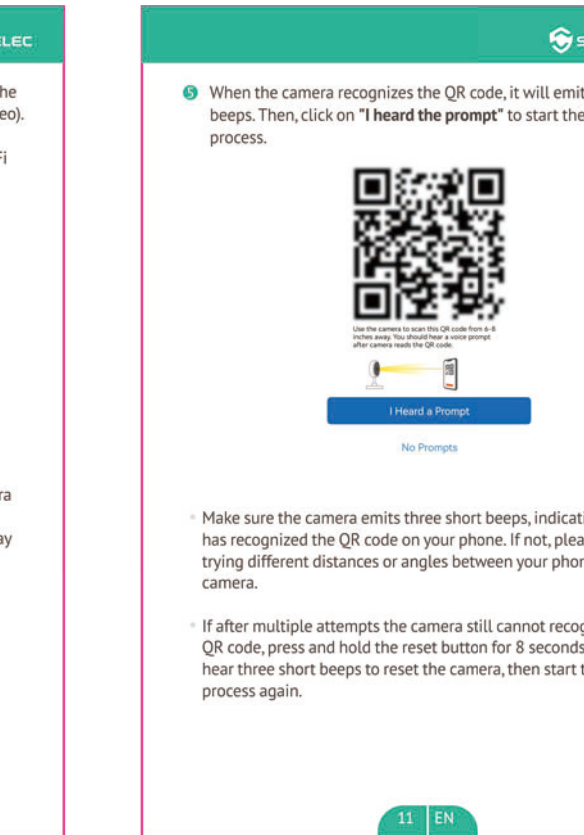 LEC
he
eo).
Fi
ra
ay
S
5 When the camera recognizes the QR code, it will emit
beeps. Then, click on "I heard the prompt" to start the
process.
Use the camera to scan this QR code from 6-8
inches away. You should hear a voice prompt
after camera reads the QR code.
I Heard a Prompt
No Prompts
Make sure the camera emits three short beeps, indicati
has recognized the QR code on your phone. If not, plea
trying different distances or angles between your phon
camera.
If after multiple attempts the camera still cannot recog
QR code, press and hold the reset button for 8 seconds
hear three short beeps to reset the camera, then start t
process again.
11 EN